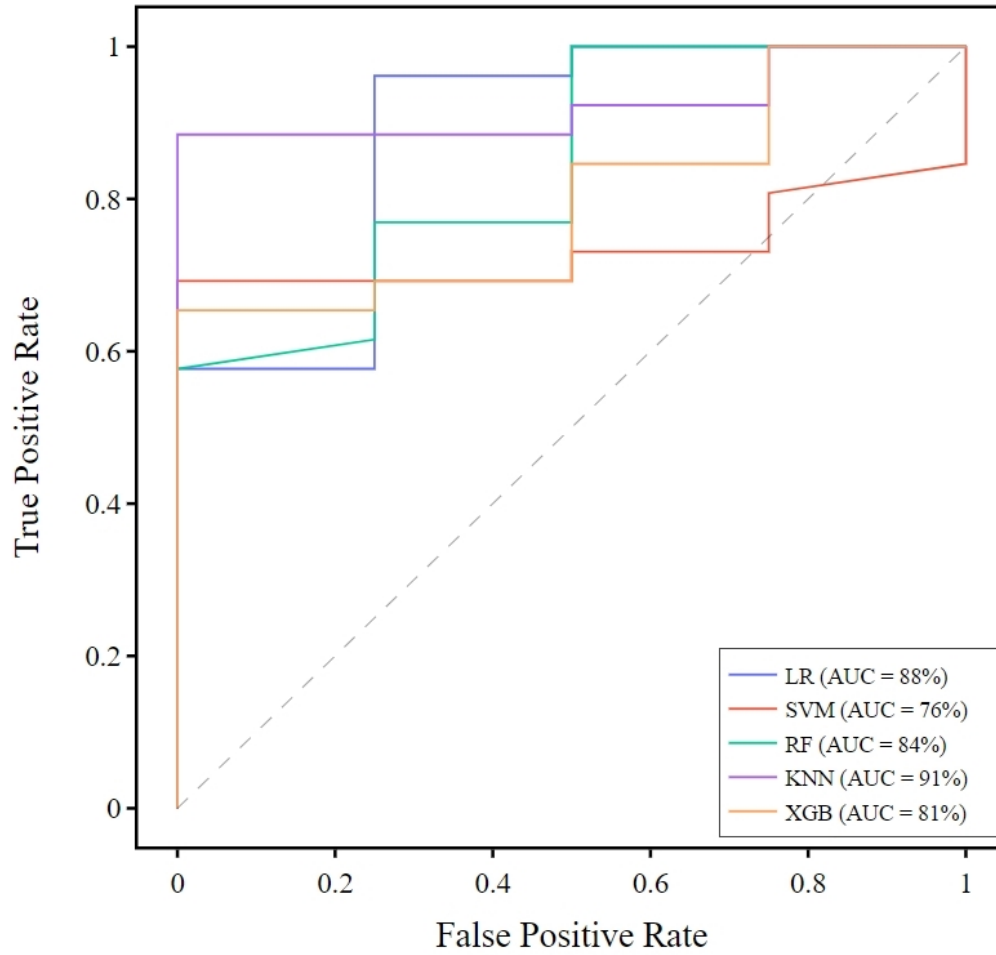 1
0.8
0.6
0.4
0.2
0
True Positive Rate
LR (AUC = 88%)
SVM (AUC = 76%)
RF (AUC = 84%)
KNN (AUC = 91%)
XGB (AUC = 81%)
0 0.2 0.4 0.6 0.8 1
False Positive Rate